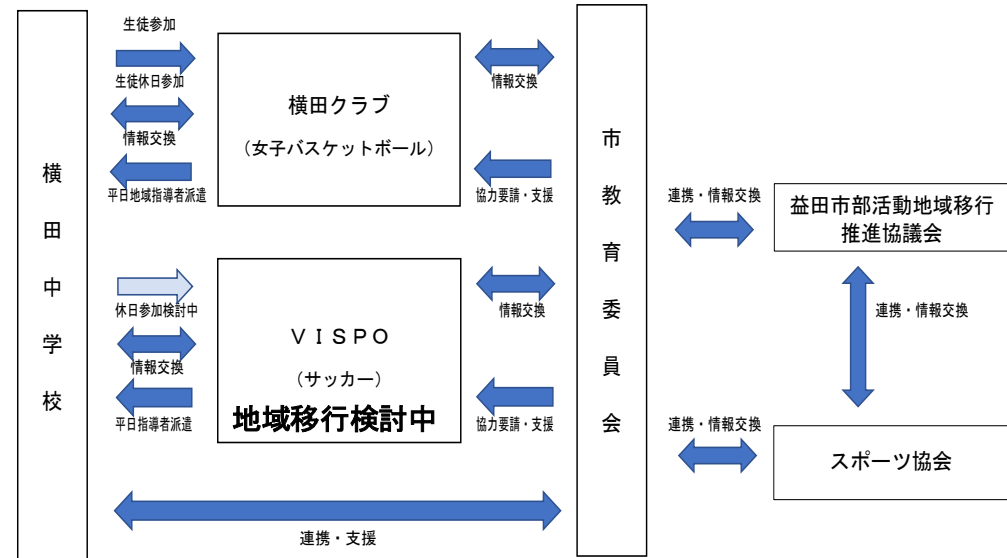 横田中学校
生徒参加
生徒休日参加
情報交換
平日地域指導者派遣
横田クラブ
（女子バスケットボール）
情報交換
協力要請・支援
休日参加検討中
情報交換
平日指導者派遣
ＶＩＳＰＯ
（サッカー）
地域移行検討中
情報交換
協力要請・支援
連携・支援
市教育委員会
連携・情報交換
益田市部活動地域移行
推進協議会
連携・情報交換
連携・情報交換
スポーツ協会